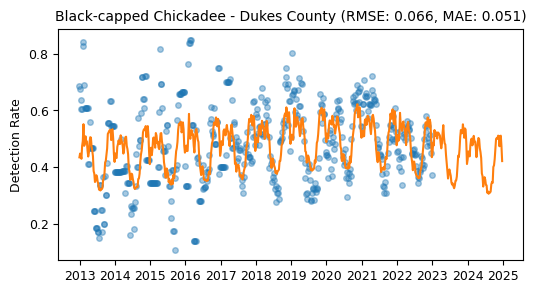 Black-capped Chickadee - Dukes County (RMSE: 0.066, MAE: 0.051)
Detection Rate
0.8
0.6
0.4
0.2
2013 2014 2015 2016 2017 2018 2019 2020 2021 2022 2023 2024 2025